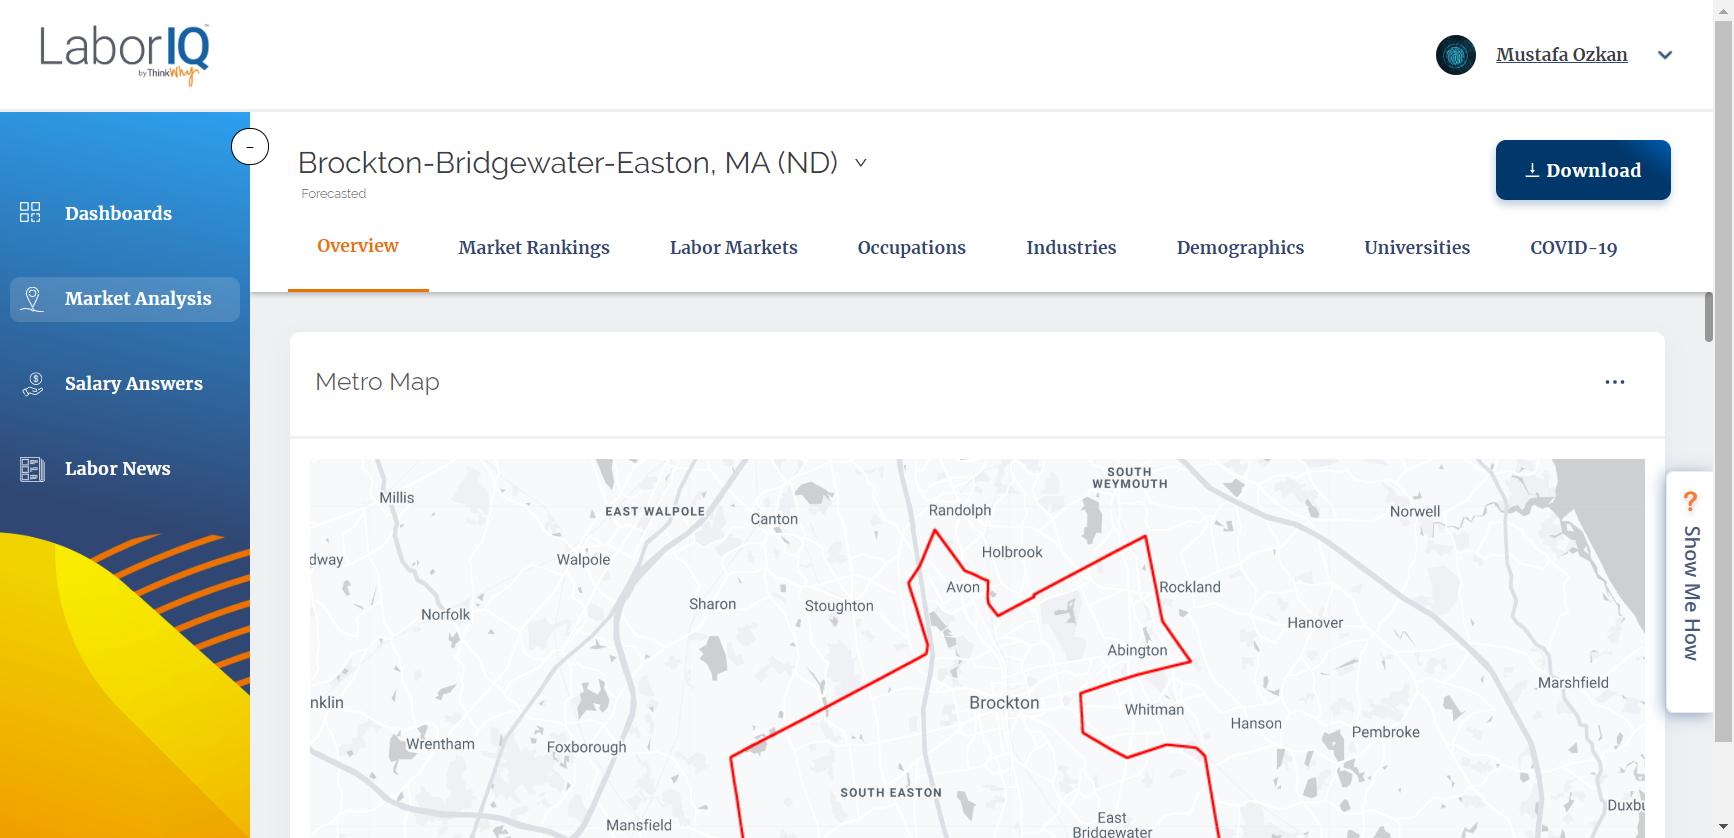 LaborIQ
by ThinkWhy
Mustafa Ozkan
Dashboards
Market Analysis
Salary Answers
Labor News
-
Brockton-Bridgewater-Easton, MA (ND)
Forecasted
Download
Overview
Market Rankings
Labor Markets
Occupations
Industries
Demographics
Universities
COVID-19
Metro Map
...
SOUTH
WEYMOUTH
Millis
EAST WALPOLE
Canton
Randolph
Norwell
dway
Walpole
Holbrook
Avon
Rockland
Norfolk
Sharon
Stoughton
Hanover
Abington
Marshfield
nklin
Brockton
Whitman
Hanson
Pembroke
Wrentham
Foxborough
SOUTH EASTON
Duxbu
Mansfield
East
Bridgewater
? Show Me How